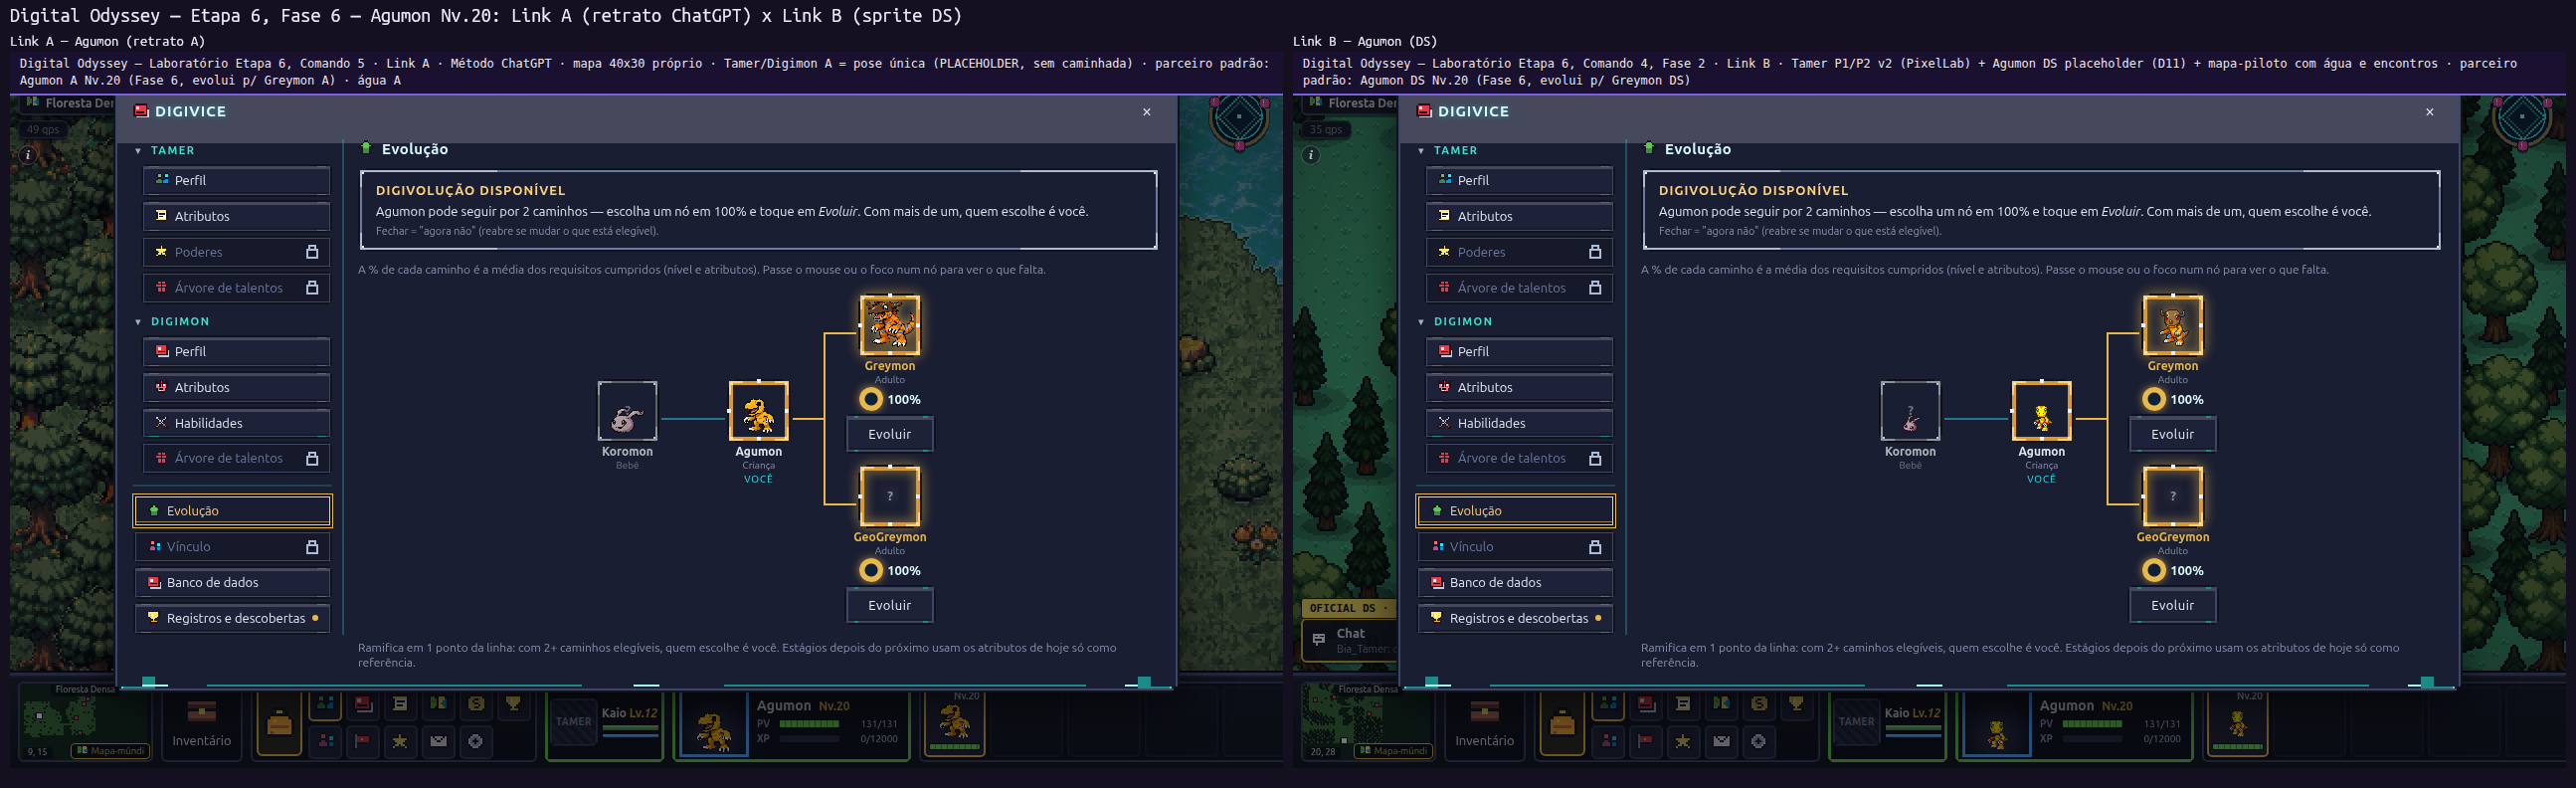 Digital Odyssey — Etapa 6, Fase 6 — Agumon Nv.20: Link A (retrato ChatGPT) x Link B (sprite DS)
Link A — Agumon (retrato A)
Digital Odyssey — Laboratório Etapa 6, Comando 5 · Link A · Método ChatGPT · mapa 40x30 próprio · Tamer/Digimon A = pose única (PLACEHOLDER, sem caminhada) · parceiro padrão:
Agumon A Nv.20 (Fase 6, evolui p/ Greymon A) · água A
Floresta Den
49 qps
i
DIGIVICE
×
▼ TAMER
Perfil
Atributos
Poderes
Árvore de talentos
▼ DIGIMON
Perfil
Atributos
Habilidades
Árvore de talentos
Evolução
Vínculo
Banco de dados
Registros e descobertas
Evolução
DIGIVOLUÇÃO DISPONÍVEL
Agumon pode seguir por 2 caminhos — escolha um nó em 100% e toque em Evoluir. Com mais de um, quem escolhe é você.
Fechar = "agora não" (reabre se mudar o que está elegível).
A % de cada caminho é a média dos requisitos cumpridos (nível e atributos). Passe o mouse ou o foco num nó para ver o que falta.
Koromon
Bebê
Agumon
Criança
VOCÊ
Greymon
Adulto
100%
Evoluir
?
GeoGreymon
Adulto
100%
Evoluir
Ramifica em 1 ponto da linha: com 2+ caminhos elegíveis, quem escolhe é você. Estágios depois do próximo usam os atributos de hoje só como
referência.
Floresta Densa
9, 15
Mapa-múndi
Inventário
TAMER
Kaio Lv.12
Agumon Nv.20
PV 131/131
XP 0/12000
Nv.20
Link B — Agumon (DS)
Digital Odyssey — Laboratório Etapa 6, Comando 4, Fase 2 · Link B · Tamer P1/P2 v2 (PixelLab) + Agumon DS placeholder (D11) + mapa-piloto com água e encontros · parceiro
padrão: Agumon DS Nv.20 (Fase 6, evolui p/ Greymon DS)
Floresta Der
35 qps
i
DIGIVICE
×
▼ TAMER
Perfil
Atributos
Poderes
Árvore de talentos
▼ DIGIMON
Perfil
Atributos
Habilidades
Árvore de talentos
Evolução
Vínculo
Banco de dados
Registros e descobertas
Evolução
DIGIVOLUÇÃO DISPONÍVEL
Agumon pode seguir por 2 caminhos — escolha um nó em 100% e toque em Evoluir. Com mais de um, quem escolhe é você.
Fechar = "agora não" (reabre se mudar o que está elegível).
A % de cada caminho é a média dos requisitos cumpridos (nível e atributos). Passe o mouse ou o foco num nó para ver o que falta.
?
Koromon
Bebê
Agumon
Criança
VOCÊ
Greymon
Adulto
100%
Evoluir
?
GeoGreymon
Adulto
100%
Evoluir
Ramifica em 1 ponto da linha: com 2+ caminhos elegíveis, quem escolhe é você. Estágios depois do próximo usam os atributos de hoje só como
referência.
OFICIAL DS ·
Chat
Bia_Tamer:
Floresta Densa
20, 28
Mapa-múndi
Inventário
TAMER
Kaio Lv.12
Agumon Nv.20
PV 131/131
XP 0/12000
Nv.20